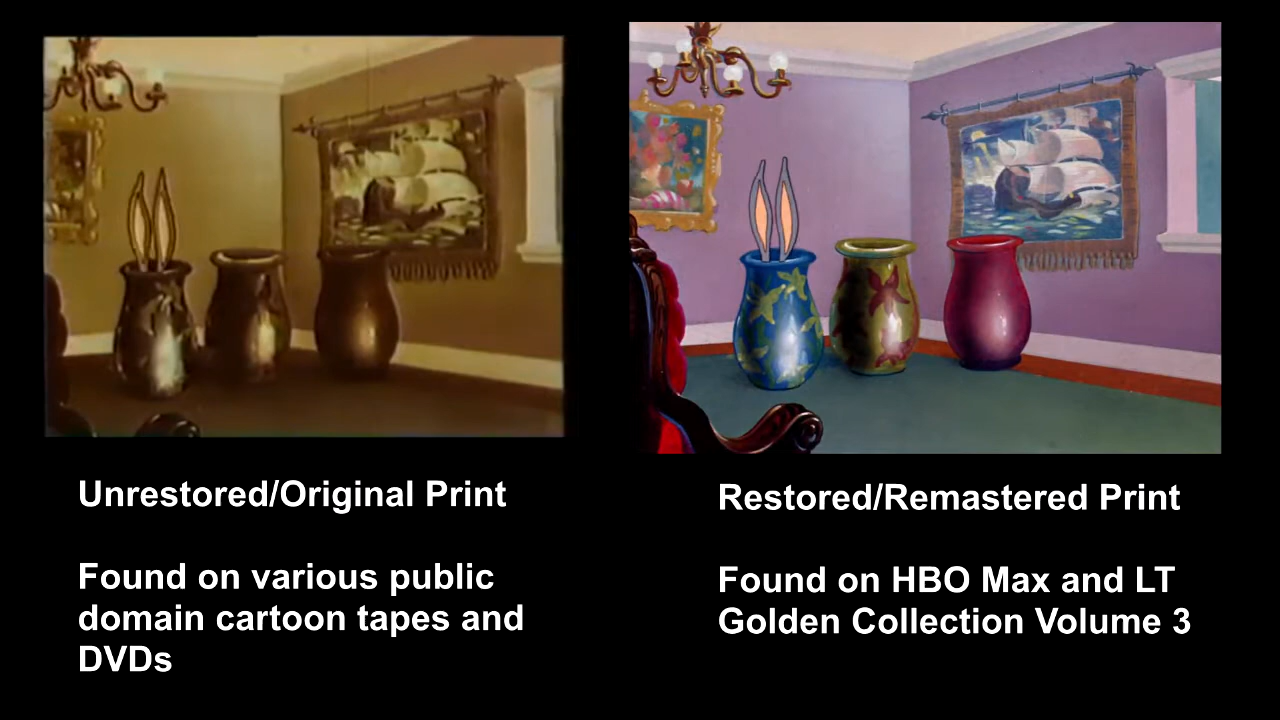 Unrestored/Original Print
Found on various public
domain cartoon tapes and
DVDs
Restored/Remastered Print
Found on HBO Max and LT
Golden Collection Volume 3